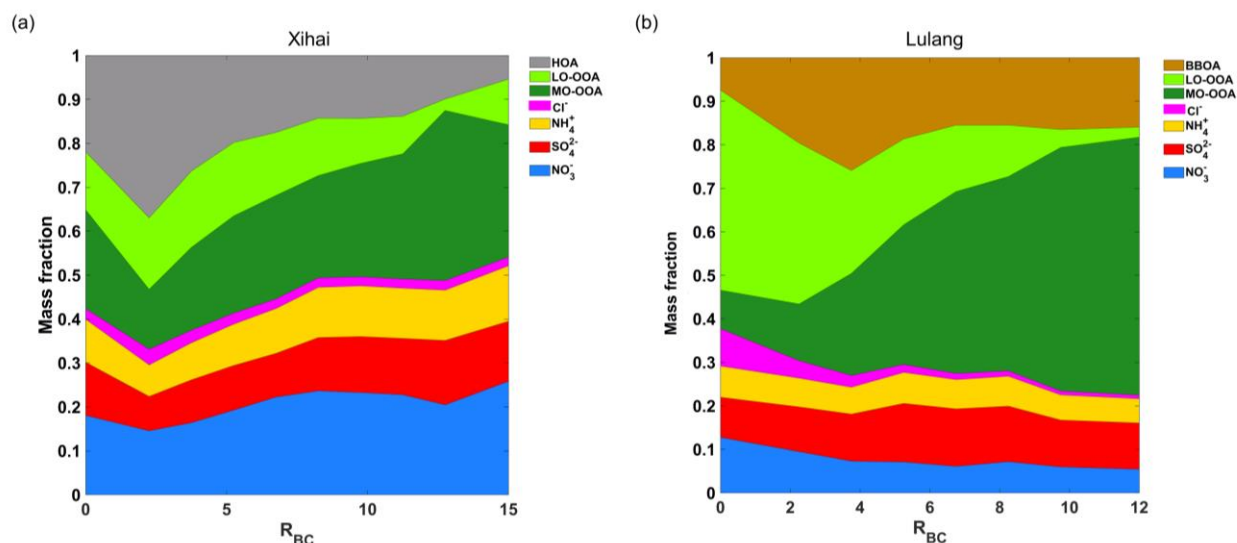 (a)
Xihai
1
0.9
0.8
0.7
0.6
0.5
0.4
0.3
0.2
0.1
0
Mass fraction
0 5 10 15
R_BC
HOA
LO-OOA
MO-OOA
Cl⁻
NH₄⁺
SO₄²⁻
NO₃⁻
(b)
Lulang
1
0.9
0.8
0.7
0.6
0.5
0.4
0.3
0.2
0.1
0
Mass fraction
0 2 4 6 8 10 12
R_BC
BBOA
LO-OOA
MO-OOA
Cl⁻
NH₄⁺
SO₄²⁻
NO₃⁻